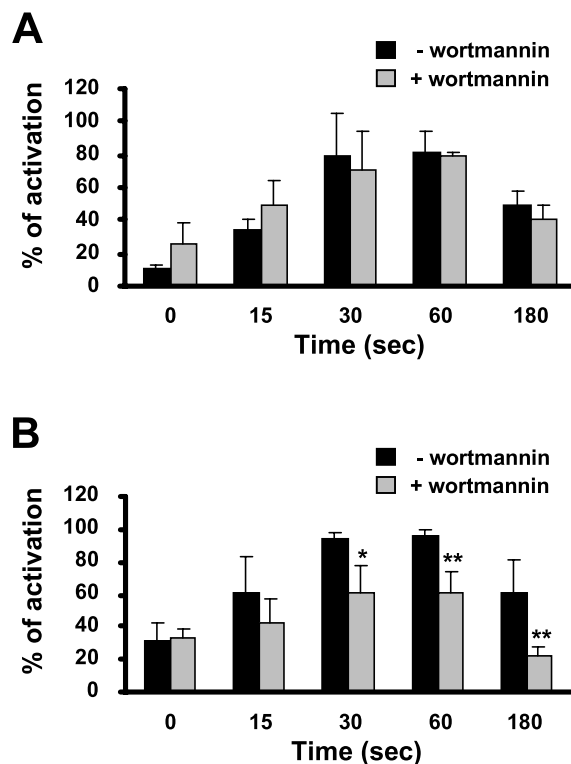 A
- wortmannin
+ wortmannin
% of activation
120
100
80
60
40
20
0
0 15 30 60 180
Time (sec)
B
- wortmannin
+ wortmannin
% of activation
120
100
80
60
40
20
0
* ** **
0 15 30 60 180
Time (sec)